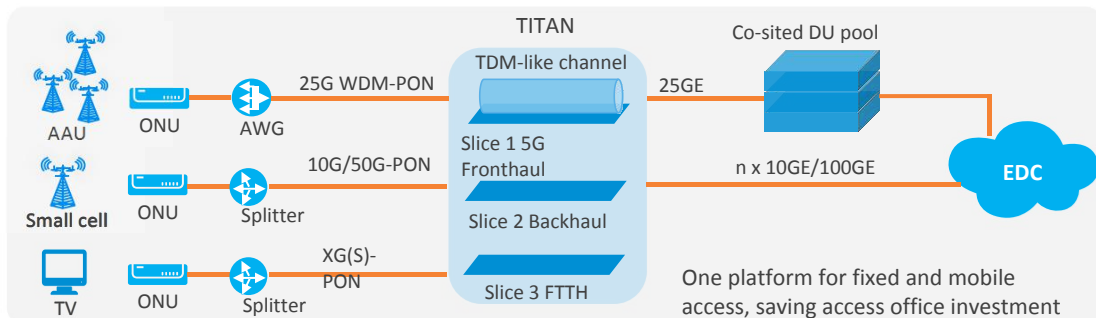 TITAN
Co-sited DU pool
TDM-like channel
25G WDM-PON
25GE
AAU
ONU
AWG
Slice 1 5G
Fronthaul
10G/50G-PON
n x 10GE/100GE
EDC
Small cell
ONU
Splitter
Slice 2 Backhaul
XG(S)-
PON
TV
ONU
Splitter
Slice 3 FTTH
One platform for fixed and mobile
access, saving access office investment